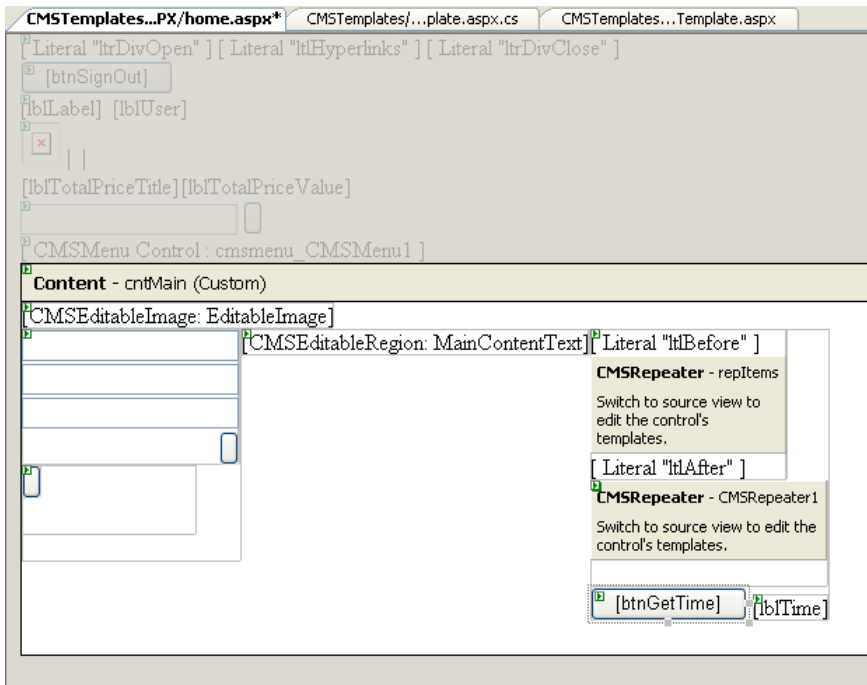 CMSTemplates...PX/home.aspx* CMSTemplates/...plate.aspx.cs CMSTemplates...Template.aspx
[ Literal "ltrDivOpen" ] [ Literal "ltlHyperlinks" ] [ Literal "ltrDivClose" ]
[btnSignOut]
[lblLabel] [lblUser]
| |
[lblTotalPriceTitle][lblTotalPriceValue]
[ CMSMenu Control : cmsmenu_CMSMenu1 ]
Content - cntMain (Custom)
[CMSEditableImage: EditableImage]
[CMSEditableRegion: MainContentText][ Literal "ltlBefore" ]
CMSRepeater - repItems
Switch to source view to
edit the control's
templates.
[ Literal "ltlAfter" ]
CMSRepeater - CMSRepeater1
Switch to source view to edit the
control's templates.
[btnGetTime] [lblTime]